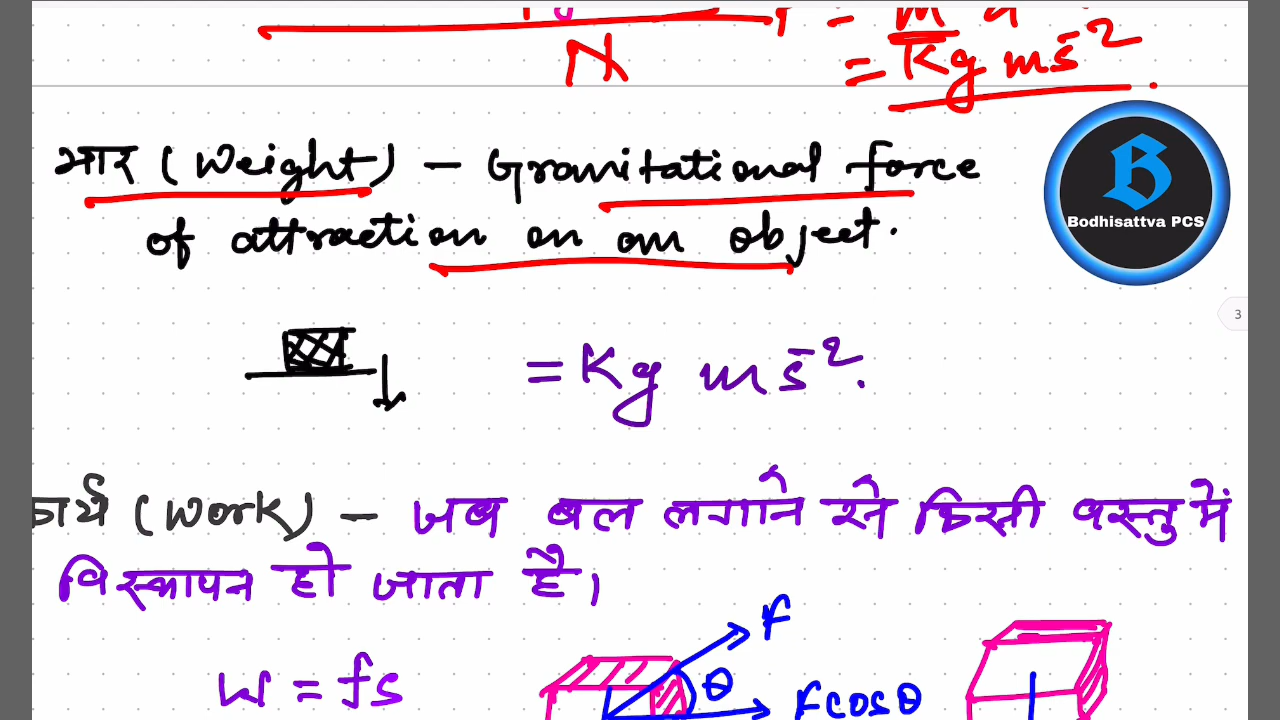 = m a
N = Kg ms⁻²
भार (Weight) – Gravitational force
of attraction on an object.
Bodhisattva PCS
3
= Kg ms⁻².
कार्य (Work) – जब बल लगाने से किसी वस्तु में
विस्थापन हो जाता है।
F
W = fs
θ
Fcosθ